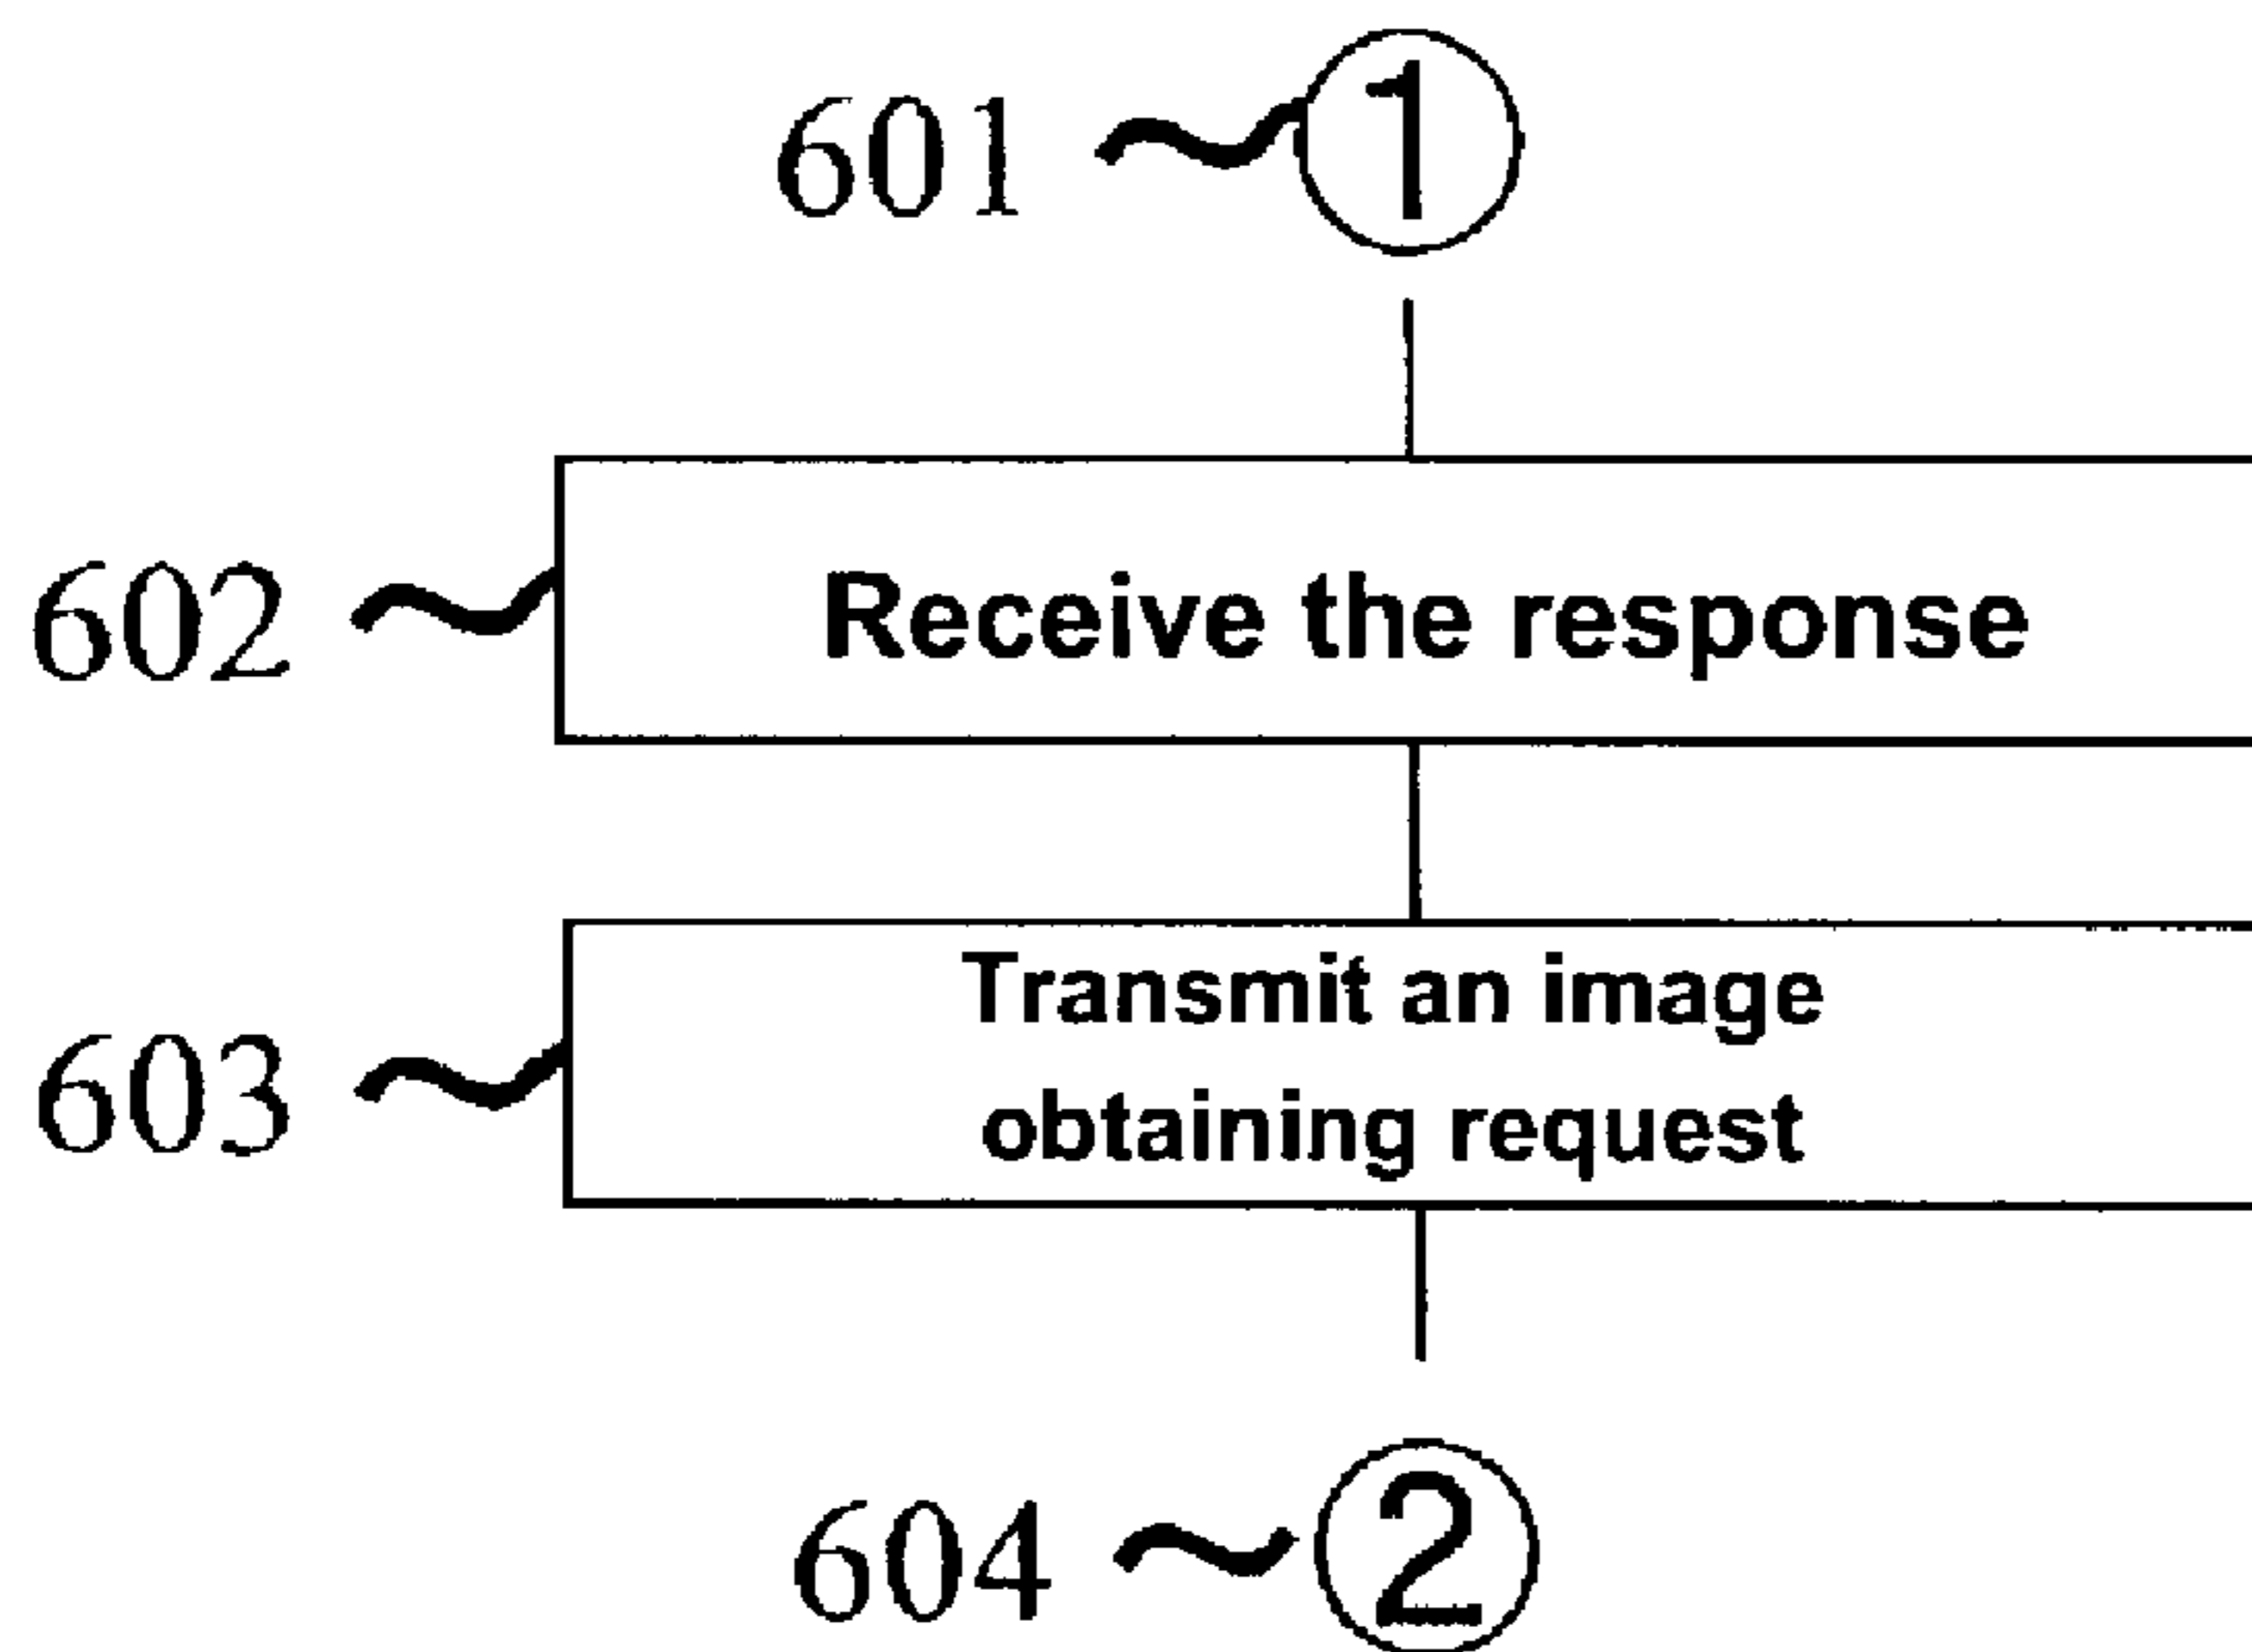 601 1
602 Receive the response
603 Transmit an image
obtaining request
604 2